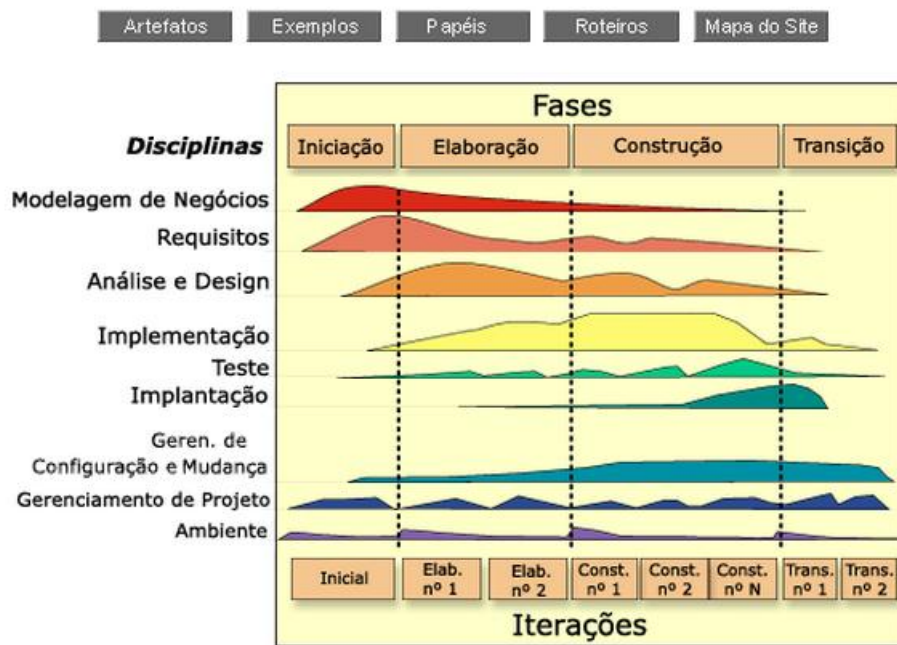 Artefatos Exemplos Papéis Roteiros Mapa do Site
Fases
Disciplinas Iniciação Elaboração Construção Transição
Modelagem de Negócios
Requisitos
Análise e Design
Implementação
Teste
Implantação
Geren. de
Configuração e Mudança
Gerenciamento de Projeto
Ambiente
Inicial Elab. nº 1 Elab. nº 2 Const. nº 1 Const. nº 2 Const. nº N Trans. nº 1 Trans. nº 2
Iterações